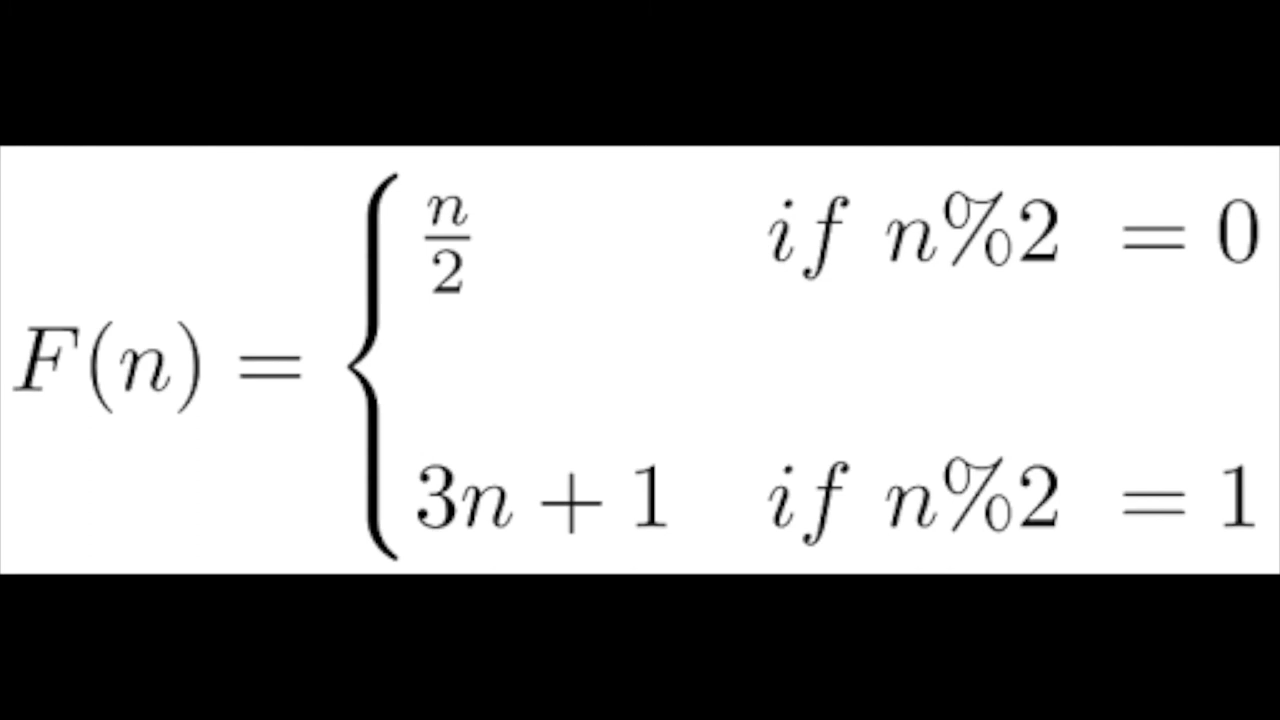 n/2 if n%2 = 0
F(n) = {
3n + 1 if n%2 = 1